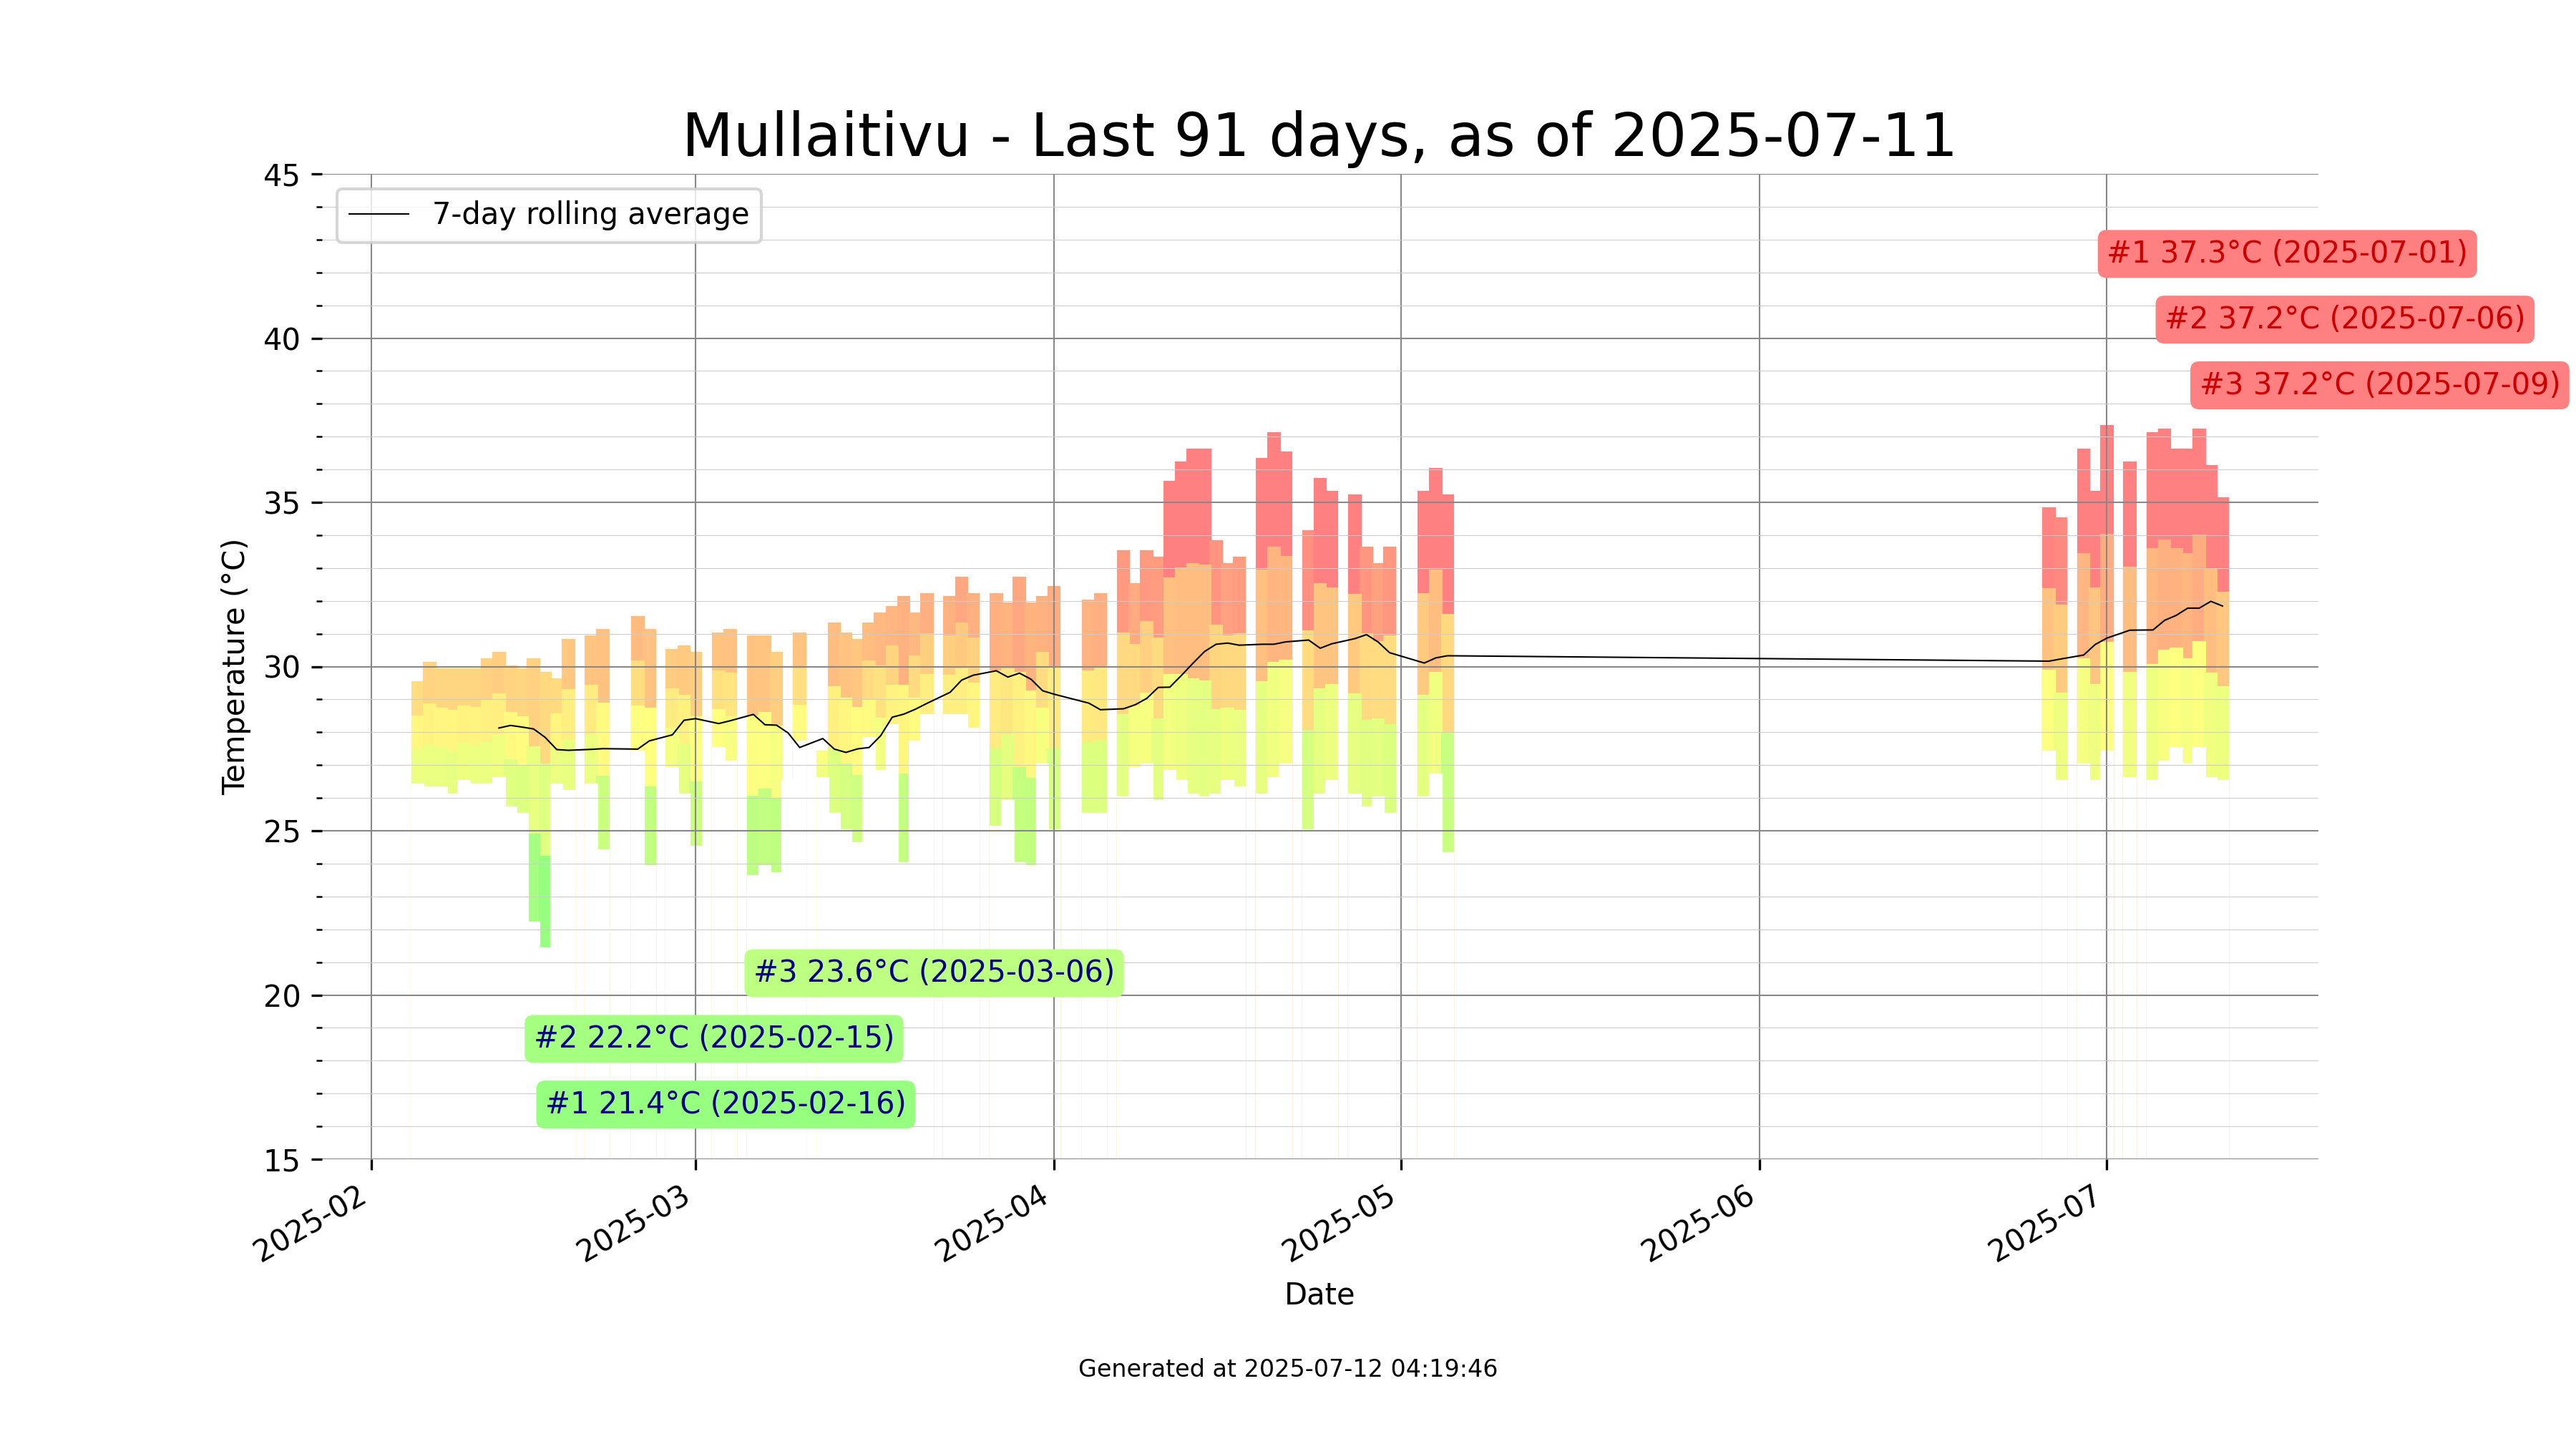 Mullaitivu - Last 91 days, as of 2025-07-11
45
7-day rolling average
#1 37.3°C (2025-07-01)
#2 37.2°C (2025-07-06)
40
#3 37.2°C (2025-07-09)
35
30
Temperature (°C)
25
#3 23.6°C (2025-03-06)
20
#2 22.2°C (2025-02-15)
#1 21.4°C (2025-02-16)
15
2025-02 2025-03 2025-04 2025-05 2025-06 2025-07
Date
Generated at 2025-07-12 04:19:46